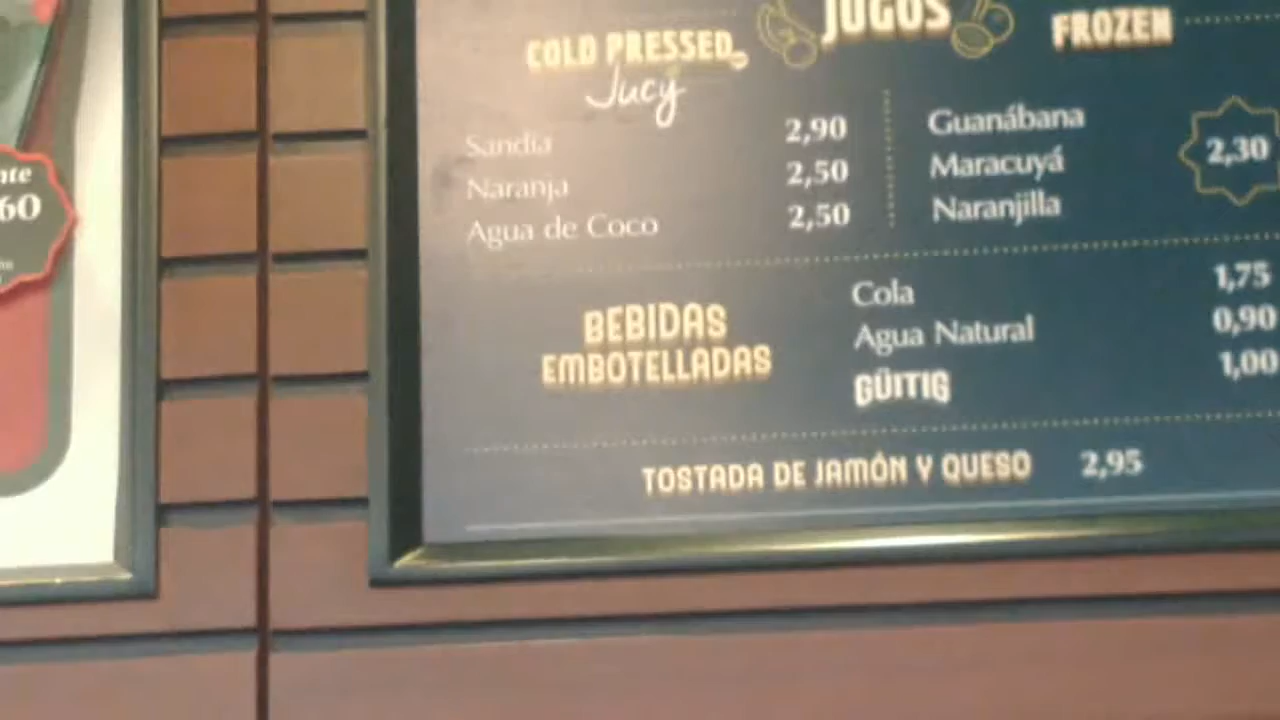 JUGOS
COLD PRESSED
Jucy
Sandía 2,90
Naranja 2,50
Agua de Coco 2,50
FROZEN
Guanábana
Maracuyá 2,30
Naranjilla
BEBIDAS
EMBOTELLADAS
Cola 1,75
Agua Natural 0,90
GÜITIG 1,00
TOSTADA DE JAMÓN Y QUESO 2,95
60